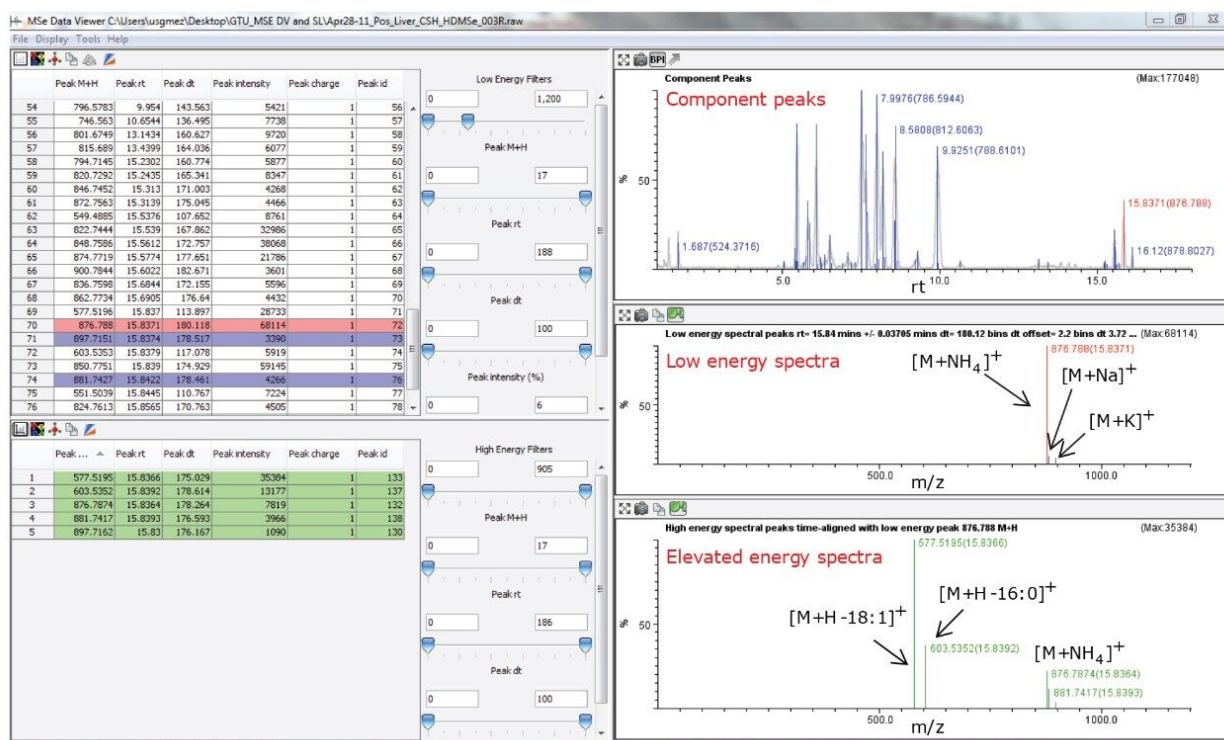 MSe Data Viewer C:\Users\usgmez\Desktop\GTU_MSE DV and SL\Apr28-11_Pos_Liver_CSH_HDMSe_003R.raw
File Display Tools Help
Peak M+H Peak rt Peak dt Peak intensity Peak charge Peak id
54 796.5783 9.954 143.563 5421 1 56
55 746.563 10.6544 136.495 7738 1 57
56 801.6749 13.1434 160.627 9720 1 58
57 815.689 13.4399 164.036 6077 1 59
58 794.7145 15.2302 160.774 5877 1 60
59 820.7292 15.2435 165.341 8347 1 61
60 846.7452 15.313 171.003 4268 1 62
61 872.7563 15.3139 175.045 4466 1 63
62 549.4885 15.5376 107.652 8761 1 64
63 822.7444 15.539 167.862 32986 1 65
64 848.7586 15.5612 172.757 38068 1 66
65 874.7719 15.5774 177.651 21786 1 67
66 900.7844 15.6022 182.671 3601 1 68
67 836.7598 15.6844 172.155 5596 1 69
68 862.7734 15.6905 176.64 4432 1 70
69 577.5196 15.837 113.897 28733 1 71
70 876.788 15.8371 180.118 68114 1 72
71 897.7151 15.8374 178.517 3390 1 73
72 603.5353 15.8379 117.078 5919 1 74
73 850.7751 15.839 174.929 59145 1 75
74 881.7427 15.8422 178.461 4266 1 76
75 551.5039 15.8445 110.767 7224 1 77
76 824.7613 15.8565 170.763 4505 1 78
Low Energy Filters
0 1,200
Peak M+H
0 17
Peak rt
0 188
Peak dt
0 100
Peak intensity (%)
0 6
Peak ... Peak rt Peak dt Peak intensity Peak charge Peak id
1 577.5195 15.8366 175.029 35384 1 133
2 603.5352 15.8392 178.614 13177 1 137
3 876.7874 15.8364 178.264 7819 1 132
4 881.7417 15.8393 176.593 3966 1 138
5 897.7162 15.83 176.167 1090 1 130
High Energy Filters
0 905
Peak M+H
0 17
Peak rt
0 186
Peak dt
0 100
BPI
Component Peaks (Max:177048)
Component peaks
7.9976(786.5944)
8.5808(812.6063)
9.9251(788.6101)
15.8371(876.788)
1.687(524.3716)
16.12(878.8027)
%
50
5.0 10.0 15.0
rt
Low energy spectral peaks rt= 15.84 mins +/- 0.03705 mins dt= 180.12 bins dt offset= 2.2 bins dt 3.72 ... (Max:68114)
876.788(15.8371)
Low energy spectra
[M+NH4]+
[M+Na]+
[M+K]+
%
50
500.0 1000.0
m/z
High energy spectral peaks time-aligned with low energy peak 876.788 M+H (Max:35384)
577.5195(15.8366)
Elevated energy spectra
[M+H-16:0]+
[M+H-18:1]+
603.5352(15.8392)
[M+NH4]+
876.7874(15.8364)
881.7417(15.8393)
%
50
500.0 1000.0
m/z